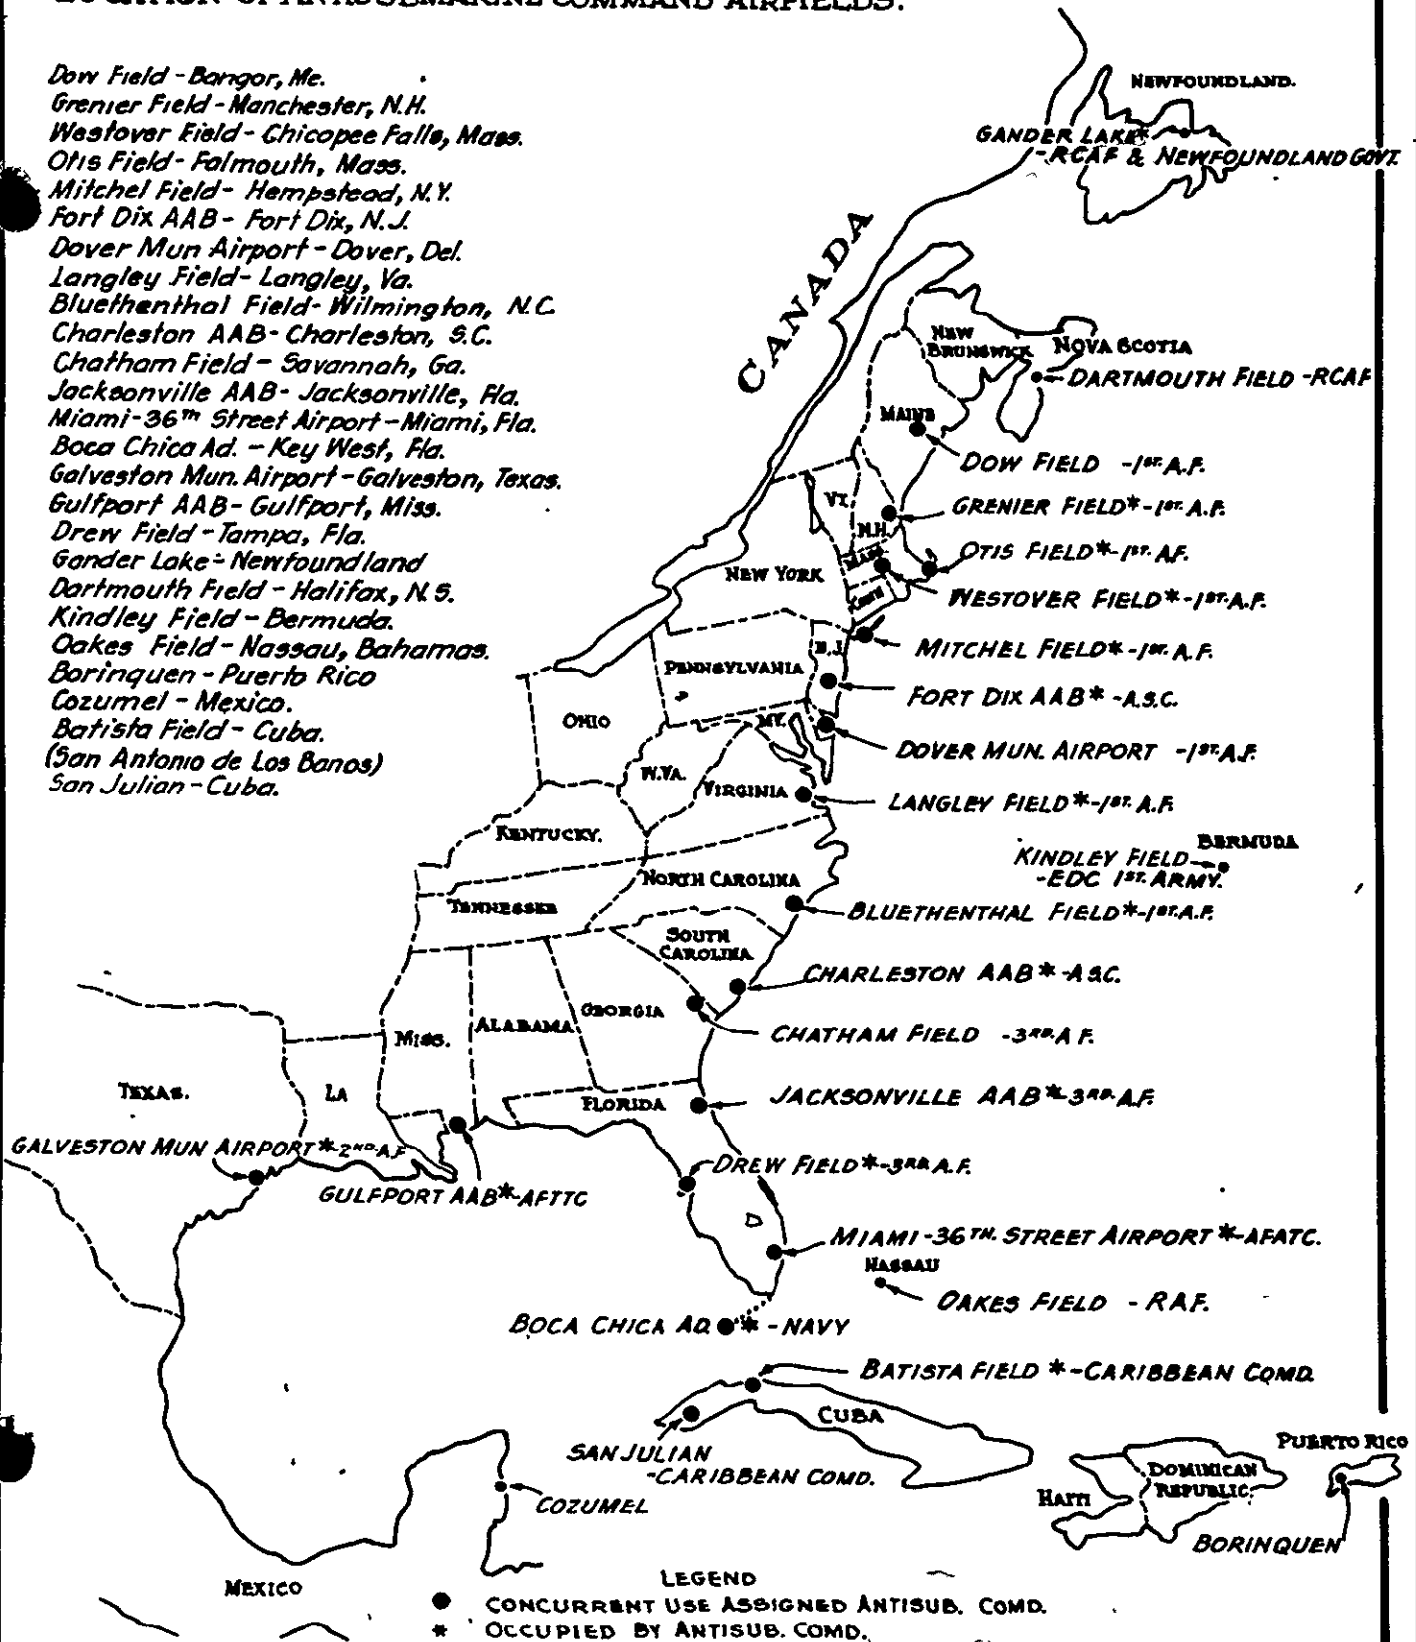 LOCATION OF ANTISUBMARINE COMMAND AIRFIELDS.
Dow Field - Bangor, Me.
Grenier Field - Manchester, N.H.
Westover Field - Chicopee Falls, Mass.
Otis Field - Falmouth, Mass.
Mitchel Field - Hempstead, N.Y.
Fort Dix AAB - Fort Dix, N.J.
Dover Mun Airport - Dover, Del.
Langley Field - Langley, Va.
Bluethenthal Field - Wilmington, N.C.
Charleston AAB - Charleston, S.C.
Chatham Field - Savannah, Ga.
Jacksonville AAB - Jacksonville, Fla.
Miami - 36th Street Airport - Miami, Fla.
Boca Chica Ad. - Key West, Fla.
Galveston Mun. Airport - Galveston, Texas.
Gulfport AAB - Gulfport, Miss.
Drew Field - Tampa, Fla.
Gander Lake - Newfoundland
Dartmouth Field - Halifax, N.S.
Kindley Field - Bermuda.
Oakes Field - Nassau, Bahamas.
Borinquen - Puerto Rico
Cozumel - Mexico.
Batista Field - Cuba.
(San Antonio de Los Banos)
San Julian - Cuba.
NEWFOUNDLAND.
GANDER LAKE*
-RCAF & NEWFOUNDLAND GOVT.
CANADA
NEW
BRUNSWICK
NOVA SCOTIA
DARTMOUTH FIELD -RCAF
MAINE
DOW FIELD -1ST. A.F.
VT.
GRENIER FIELD*-1ST. A.F.
N.H.
OTIS FIELD*-1ST. A.F.
MASS.
NEW YORK
CONN
WESTOVER FIELD*-1ST. A.F.
N.J.
MITCHEL FIELD*-1ST. A.F.
PENNSYLVANIA
FORT DIX AAB* -A.S.C.
OHIO
MY.
DOVER MUN. AIRPORT -1ST. A.F.
W.VA.
VIRGINIA
LANGLEY FIELD*-1ST. A.F.
KENTUCKY.
BERMUDA
KINDLEY FIELD
-EDC 1ST. ARMY.
NORTH CAROLINA
TENNESSEE
BLUETHENTHAL FIELD*-1ST. A.F.
SOUTH
CAROLINA
CHARLESTON AAB*-A.S.C.
GEORGIA
ALABAMA
MISS.
CHATHAM FIELD -3RD. A F.
TEXAS.
LA
FLORIDA
JACKSONVILLE AAB*-3RD. A.F.
GALVESTON MUN AIRPORT*-2ND A.F
DREW FIELD*-3RD A.F.
GULFPORT AAB*-AFTTC
MIAMI-36TH. STREET AIRPORT*-AFATC.
NASSAU
OAKES FIELD - RAF.
BOCA CHICA AD. * -NAVY
BATISTA FIELD *-CARIBBEAN COMD.
CUBA
SAN JULIAN
-CARIBBEAN COMD.
PUERTO RICO
DOMINICAN
REPUBLIC.
HAITI
COZUMEL
BORINQUEN
MEXICO
LEGEND
● CONCURRENT USE ASSIGNED ANTISUB. COMD.
* OCCUPIED BY ANTISUB. COMD.